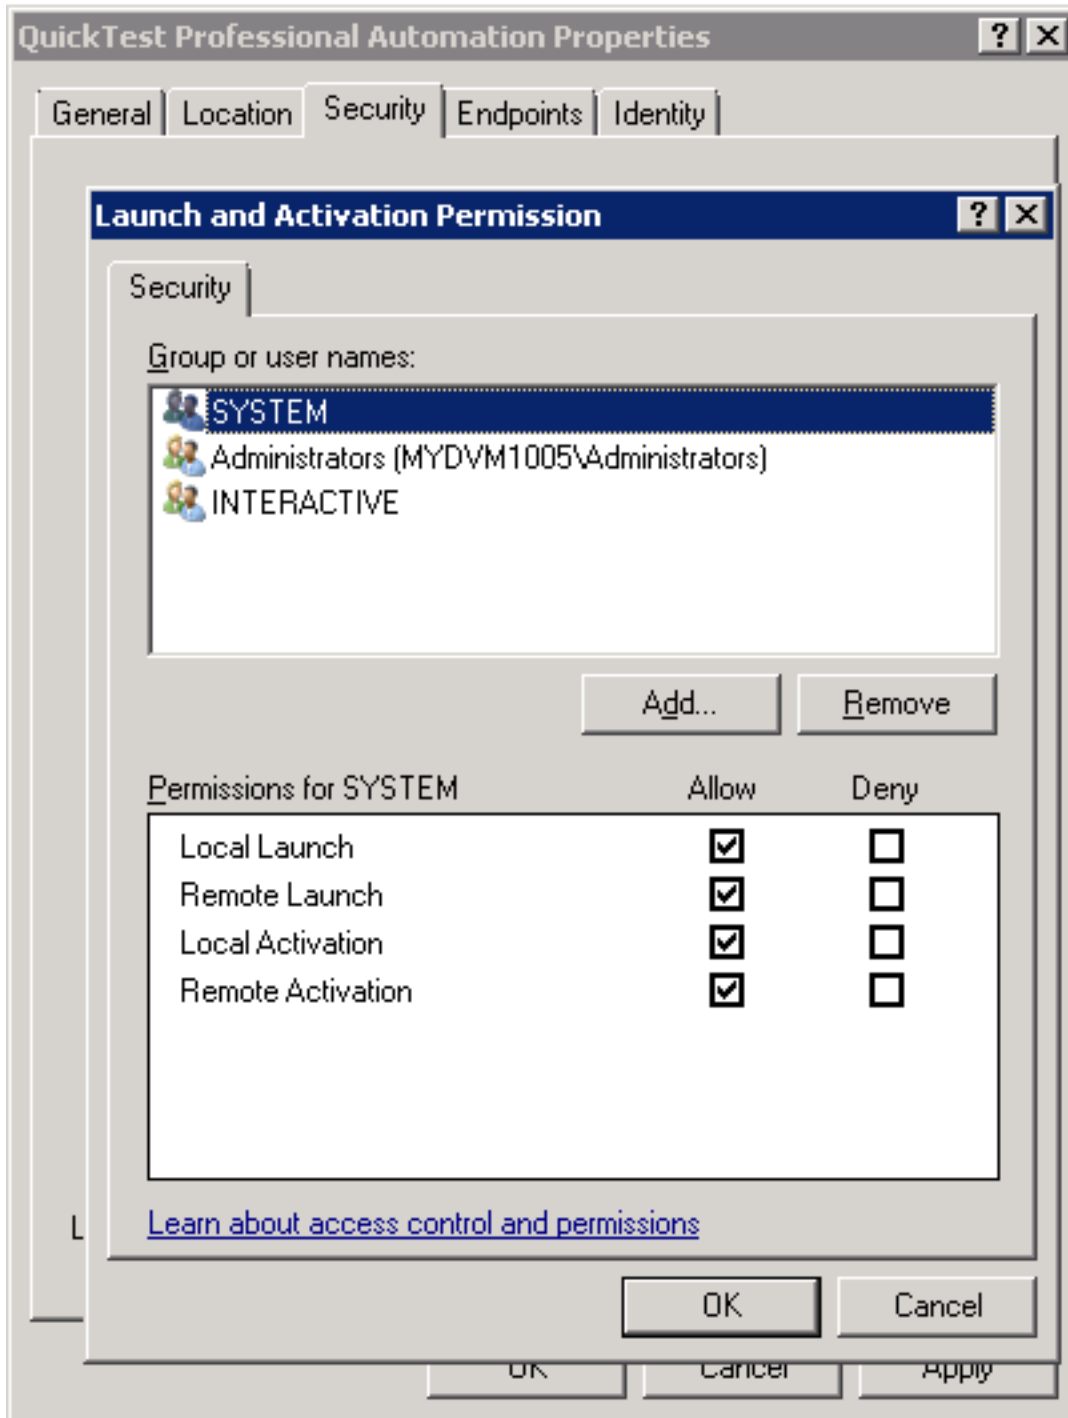 QuickTest Professional Automation Properties
General Location Security Endpoints Identity
Launch and Activation Permission
Security
Group or user names:
SYSTEM
Administrators (MYDVM1005\Administrators)
INTERACTIVE
Add... Remove
Permissions for SYSTEM Allow Deny
Local Launch
Remote Launch
Local Activation
Remote Activation
L
Learn about access control and permissions
OK Cancel
OK Cancel Apply